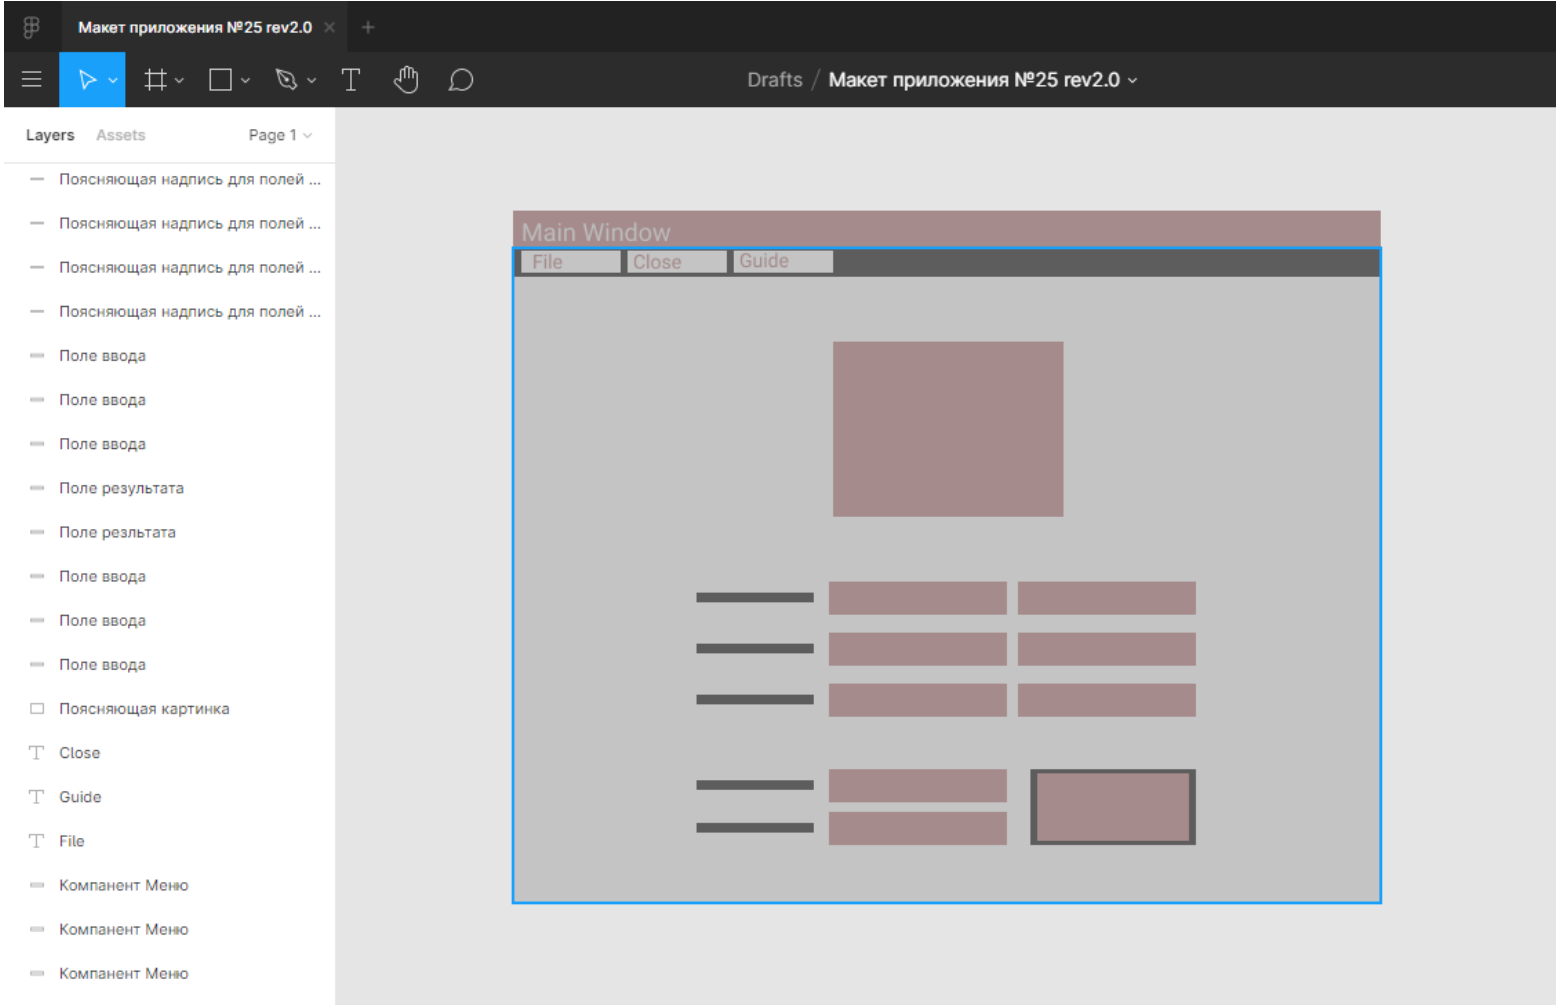 Макет приложения №25 rev2.0
Drafts / Макет приложения №25 rev2.0
Layers Assets Page 1
Поясняющая надпись для полей ...
Поясняющая надпись для полей ...
Поясняющая надпись для полей ...
Поясняющая надпись для полей ...
Поле ввода
Поле ввода
Поле ввода
Поле результата
Поле резльтата
Поле ввода
Поле ввода
Поле ввода
Поясняющая картинка
Close
Guide
File
Компанент Меню
Компанент Меню
Компанент Меню
Main Window
File Close Guide